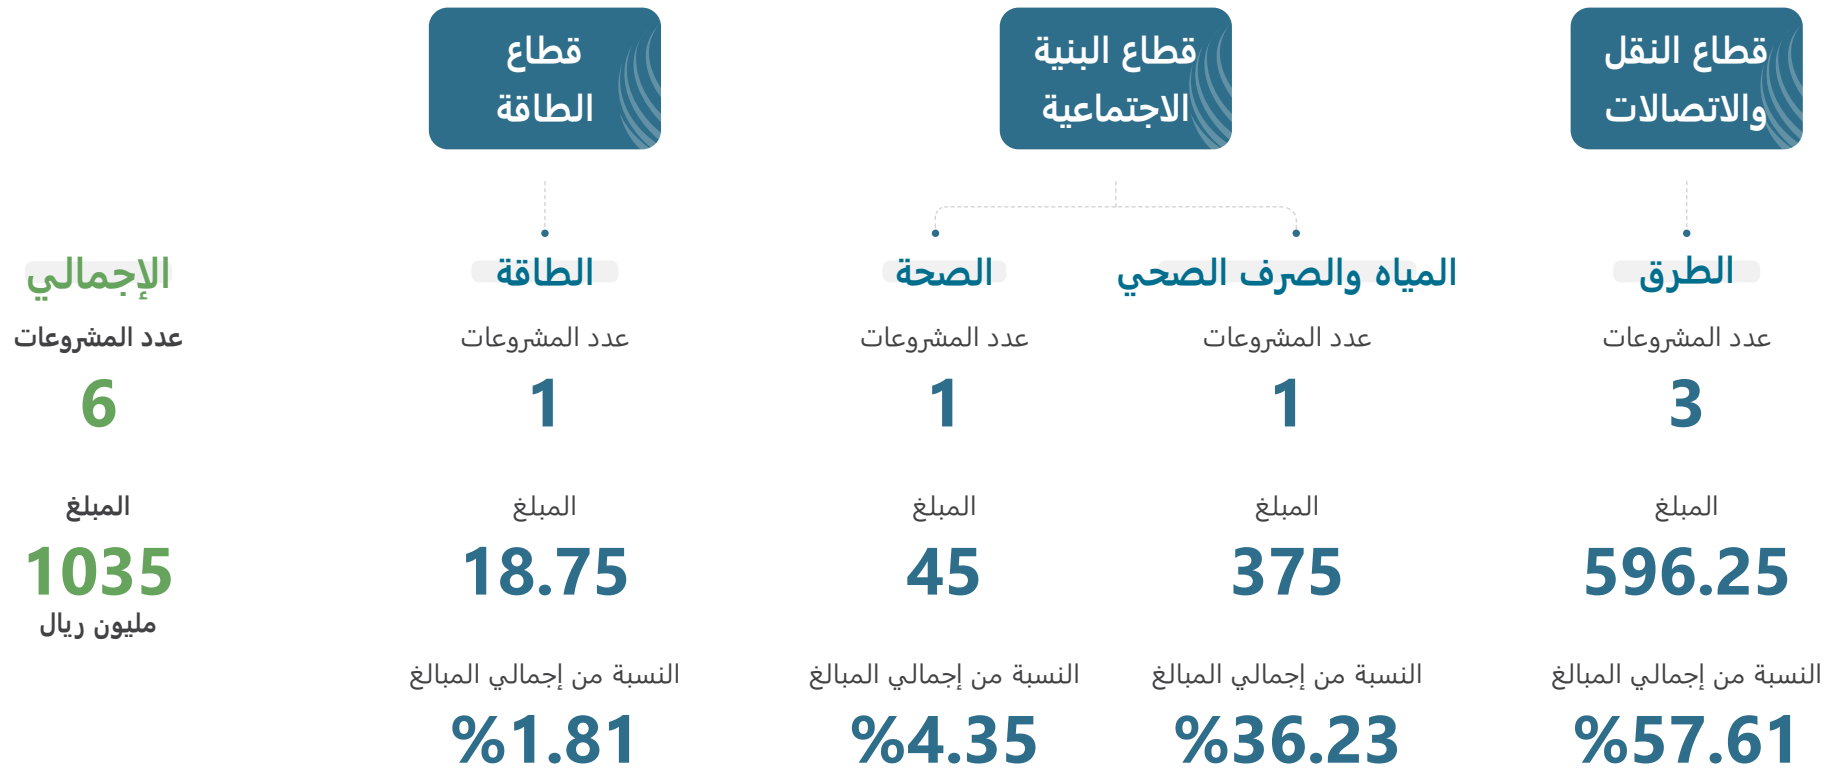 قطاع النقل
والاتصالات
قطاع البنية
الاجتماعية
قطاع
الطاقة
الطرق
المياه والصرف الصحي
الصحة
الطاقة
الإجمالي
عدد المشروعات
عدد المشروعات
عدد المشروعات
عدد المشروعات
عدد المشروعات
3
1
1
1
6
المبلغ
المبلغ
المبلغ
المبلغ
المبلغ
596.25
375
45
18.75
1035
مليون ريال
النسبة من إجمالي المبالغ
النسبة من إجمالي المبالغ
النسبة من إجمالي المبالغ
النسبة من إجمالي المبالغ
%57.61
%36.23
%4.35
%1.81